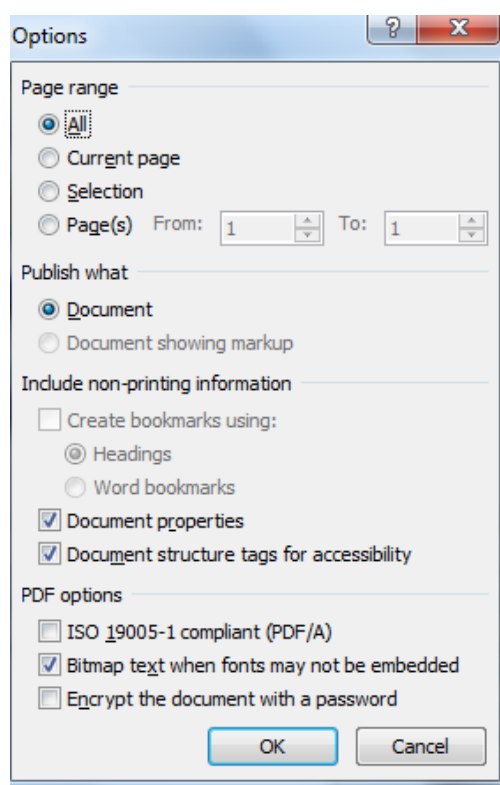 Options
Page range
All
Current page
Selection
Page(s) From: 1 To: 1
Publish what
Document
Document showing markup
Include non-printing information
Create bookmarks using:
Headings
Word bookmarks
Document properties
Document structure tags for accessibility
PDF options
ISO 19005-1 compliant (PDF/A)
Bitmap text when fonts may not be embedded
Encrypt the document with a password
OK Cancel